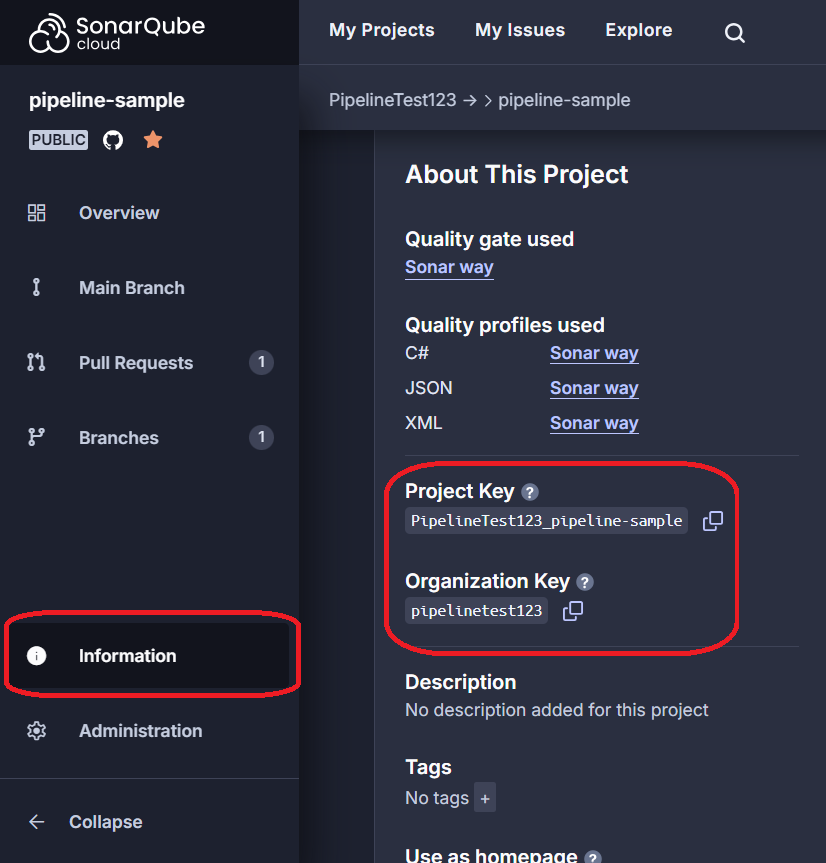 SonarQube
cloud
My Projects My Issues Explore
pipeline-sample
PUBLIC
PipelineTest123 → > pipeline-sample
Overview
Main Branch
Pull Requests 1
Branches 1
Information
Administration
← Collapse
About This Project
Quality gate used
Sonar way
Quality profiles used
C# Sonar way
JSON Sonar way
XML Sonar way
Project Key ?
PipelineTest123_pipeline-sample
Organization Key ?
pipelinetest123
Description
No description added for this project
Tags
No tags +
Use as homepage ?